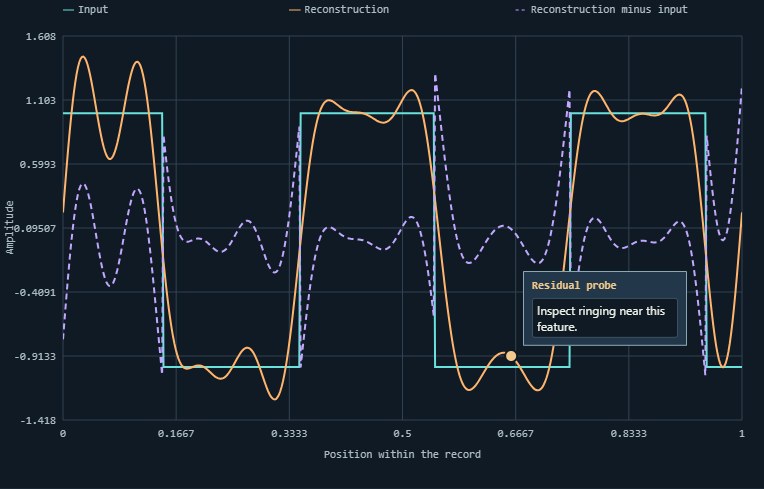 Input
Reconstruction
Reconstruction minus input
1.608
1.103
0.5993
0.09507
-0.4091
-0.9133
-1.418
Amplitude
Residual probe
Inspect ringing near this
feature.
0
0.1667
0.3333
0.5
0.6667
0.8333
1
Position within the record